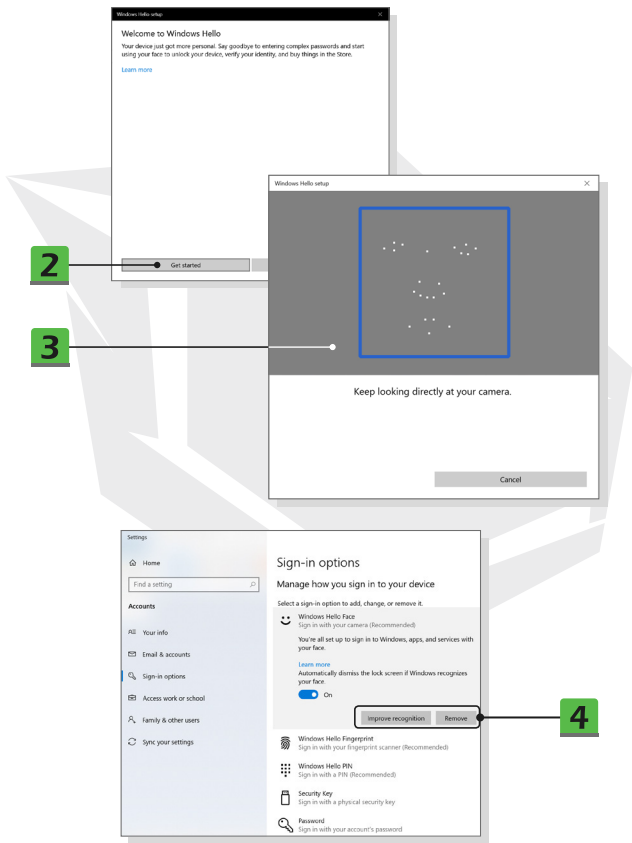 Windows Hello setup
Welcome to Windows Hello
Your device just got more personal. Say goodbye to entering complex passwords and start
using your face to unlock your device, verify your identity, and buy things in the Store.
Learn more
2
Get started
Windows Hello setup
3
Keep looking directly at your camera.
Cancel
Settings
Home
Find a setting
Accounts
Your info
Email & accounts
Sign-in options
Access work or school
Family & other users
Sync your settings
Sign-in options
Manage how you sign in to your device
Select a sign-in option to add, change, or remove it.
Windows Hello Face
Sign in with your camera (Recommended)
You're all set up to sign in to Windows, apps, and services with
your face.
Learn more
Automatically dismiss the lock screen if Windows recognizes
your face.
On
Improve recognition
Remove
4
Windows Hello Fingerprint
Sign in with your fingerprint scanner (Recommended)
Windows Hello PIN
Sign in with a PIN (Recommended)
Security Key
Sign in with a physical security key
Password
Sign in with your account's password